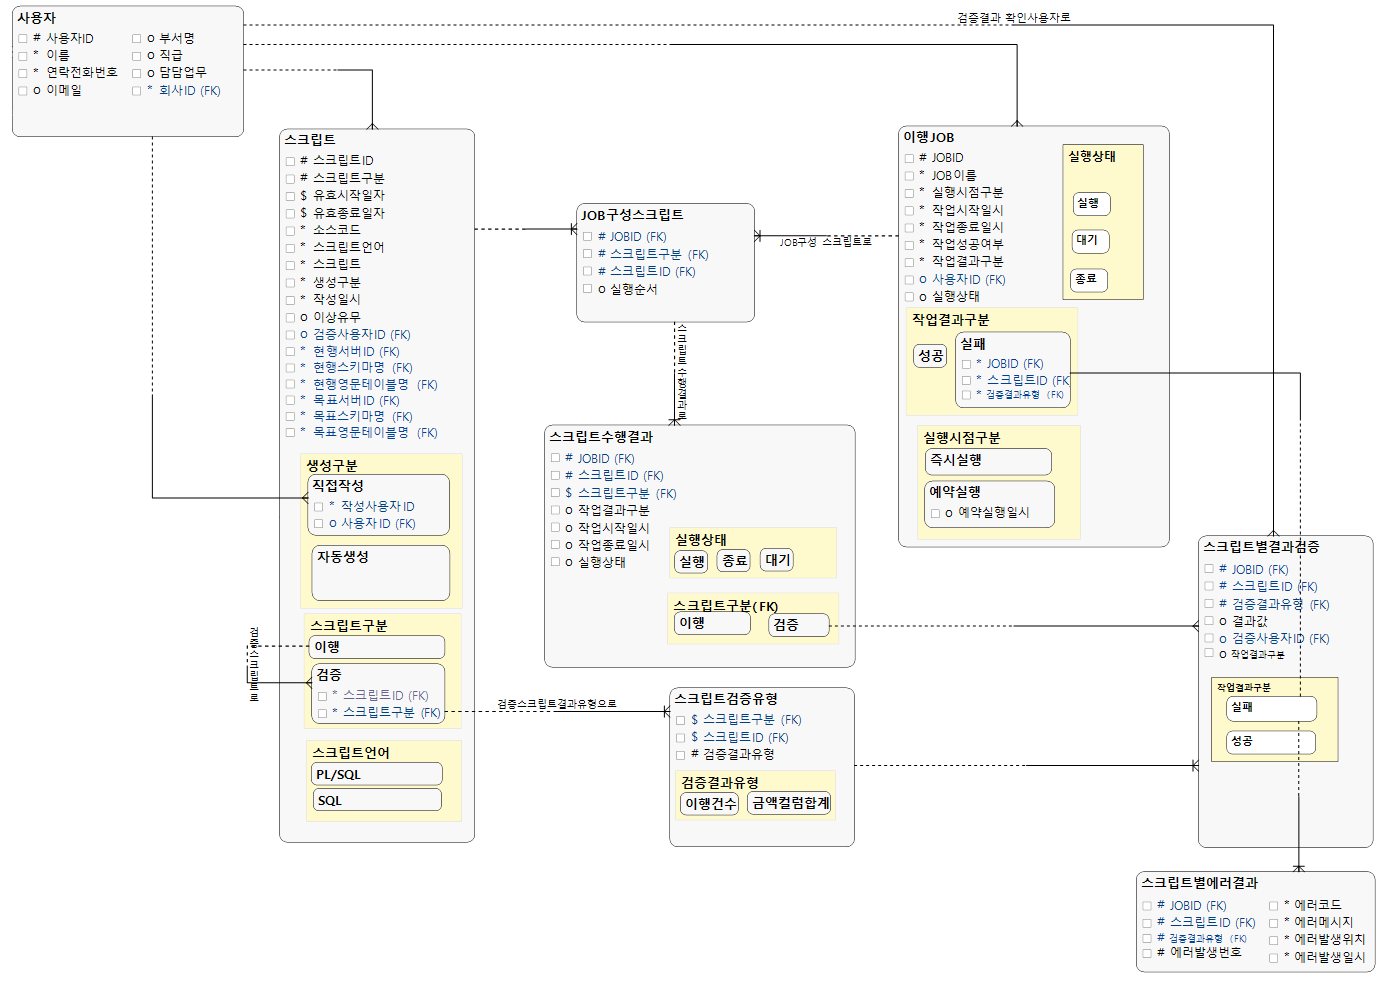 사용자
# 사용자ID
* 이름
* 연락전화번호
o 이메일
o 부서명
o 직급
o 담담업무
* 회사ID (FK)
검증결과 확인사용자로
스크립트
# 스크립트ID
# 스크립트구분
$ 유효시작일자
$ 유효종료일자
* 소스코드
* 스크립트언어
* 스크립트
* 생성구분
* 작성일시
o 이상유무
o 검증사용자ID (FK)
* 현행서버ID (FK)
* 현행스키마명 (FK)
* 현행영문테이블명 (FK)
* 목표서버ID (FK)
* 목표스키마명 (FK)
* 목표영문테이블명 (FK)
생성구분
직접작성
* 작성사용자ID
o 사용자ID (FK)
자동생성
스크립트구분
이행
검증
* 스크립트ID (FK)
* 스크립트구분 (FK)
검증스크립트로
스크립트언어
PL/SQL
SQL
JOB구성스크립트
# JOBID (FK)
# 스크립트구분 (FK)
# 스크립트ID (FK)
o 실행순서
JOB구성 스크립트로
스크립트수행결과로
이행JOB
# JOBID
* JOB이름
* 실행시점구분
* 작업시작일시
* 작업종료일시
* 작업성공여부
* 작업결과구분
o 사용자ID (FK)
o 실행상태
실행상태
실행
대기
종료
작업결과구분
성공
실패
* JOBID (FK)
* 스크립트ID (FK
* 검증결과유형 (FK)
실행시점구분
즉시실행
예약실행
o 예약실행일시
스크립트수행결과
# JOBID (FK)
# 스크립트ID (FK)
$ 스크립트구분 (FK)
o 작업결과구분
o 작업시작일시
o 작업종료일시
o 실행상태
실행상태
실행
종료
대기
스크립트구분(FK)
이행
검증
검증스크립트결과유형으로
스크립트검증유형
$ 스크립트구분 (FK)
$ 스크립트ID (FK)
# 검증결과유형
검증결과유형
이행건수
금액컬럼합계
스크립트별결과검증
# JOBID (FK)
# 스크립트ID (FK)
# 검증결과유형 (FK)
o 결과값
o 검증사용자ID (FK)
o 작업결과구분
작업결과구분
실패
성공
스크립트별에러결과
# JOBID (FK)
# 스크립트ID (FK)
# 검증결과유형 (FK)
# 에러발생번호
* 에러코드
* 에러메시지
* 에러발생위치
* 에러발생일시